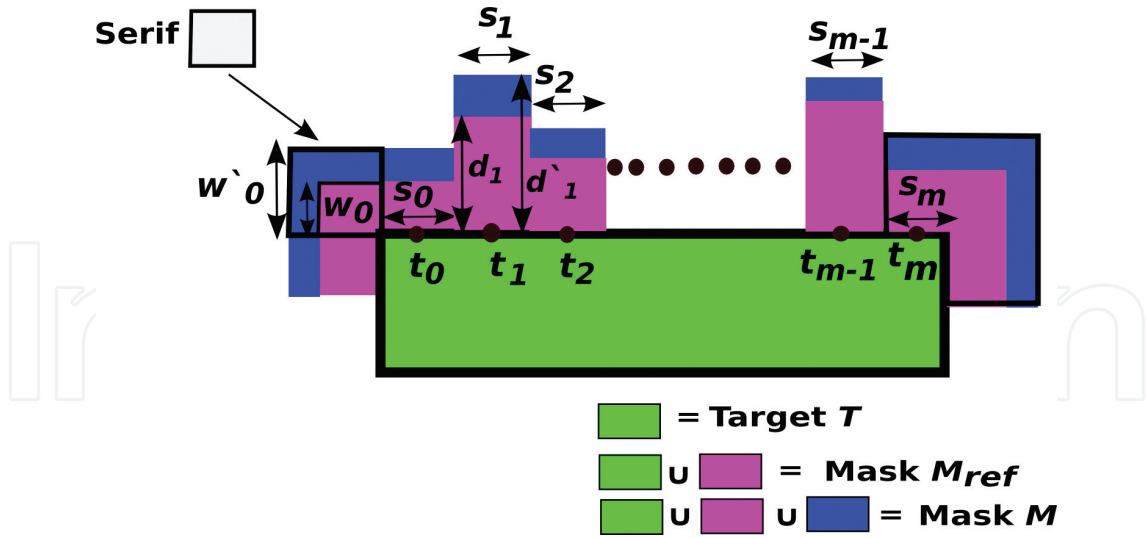 Serif
s1
s2
sm-1
w`0
w0
s0
d1
d`1
sm
t0
t1
t2
tm-1
tm
= Target T
∪ = Mask Mref
∪ ∪ = Mask M